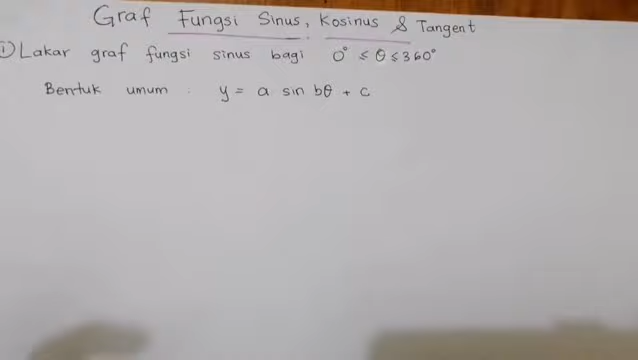 Graf Fungsi Sinus, Kosinus & Tangent
① Lakar graf fungsi sinus bagi 0° ≤ θ ≤ 360°
Bentuk umum : y = a sin bθ + c